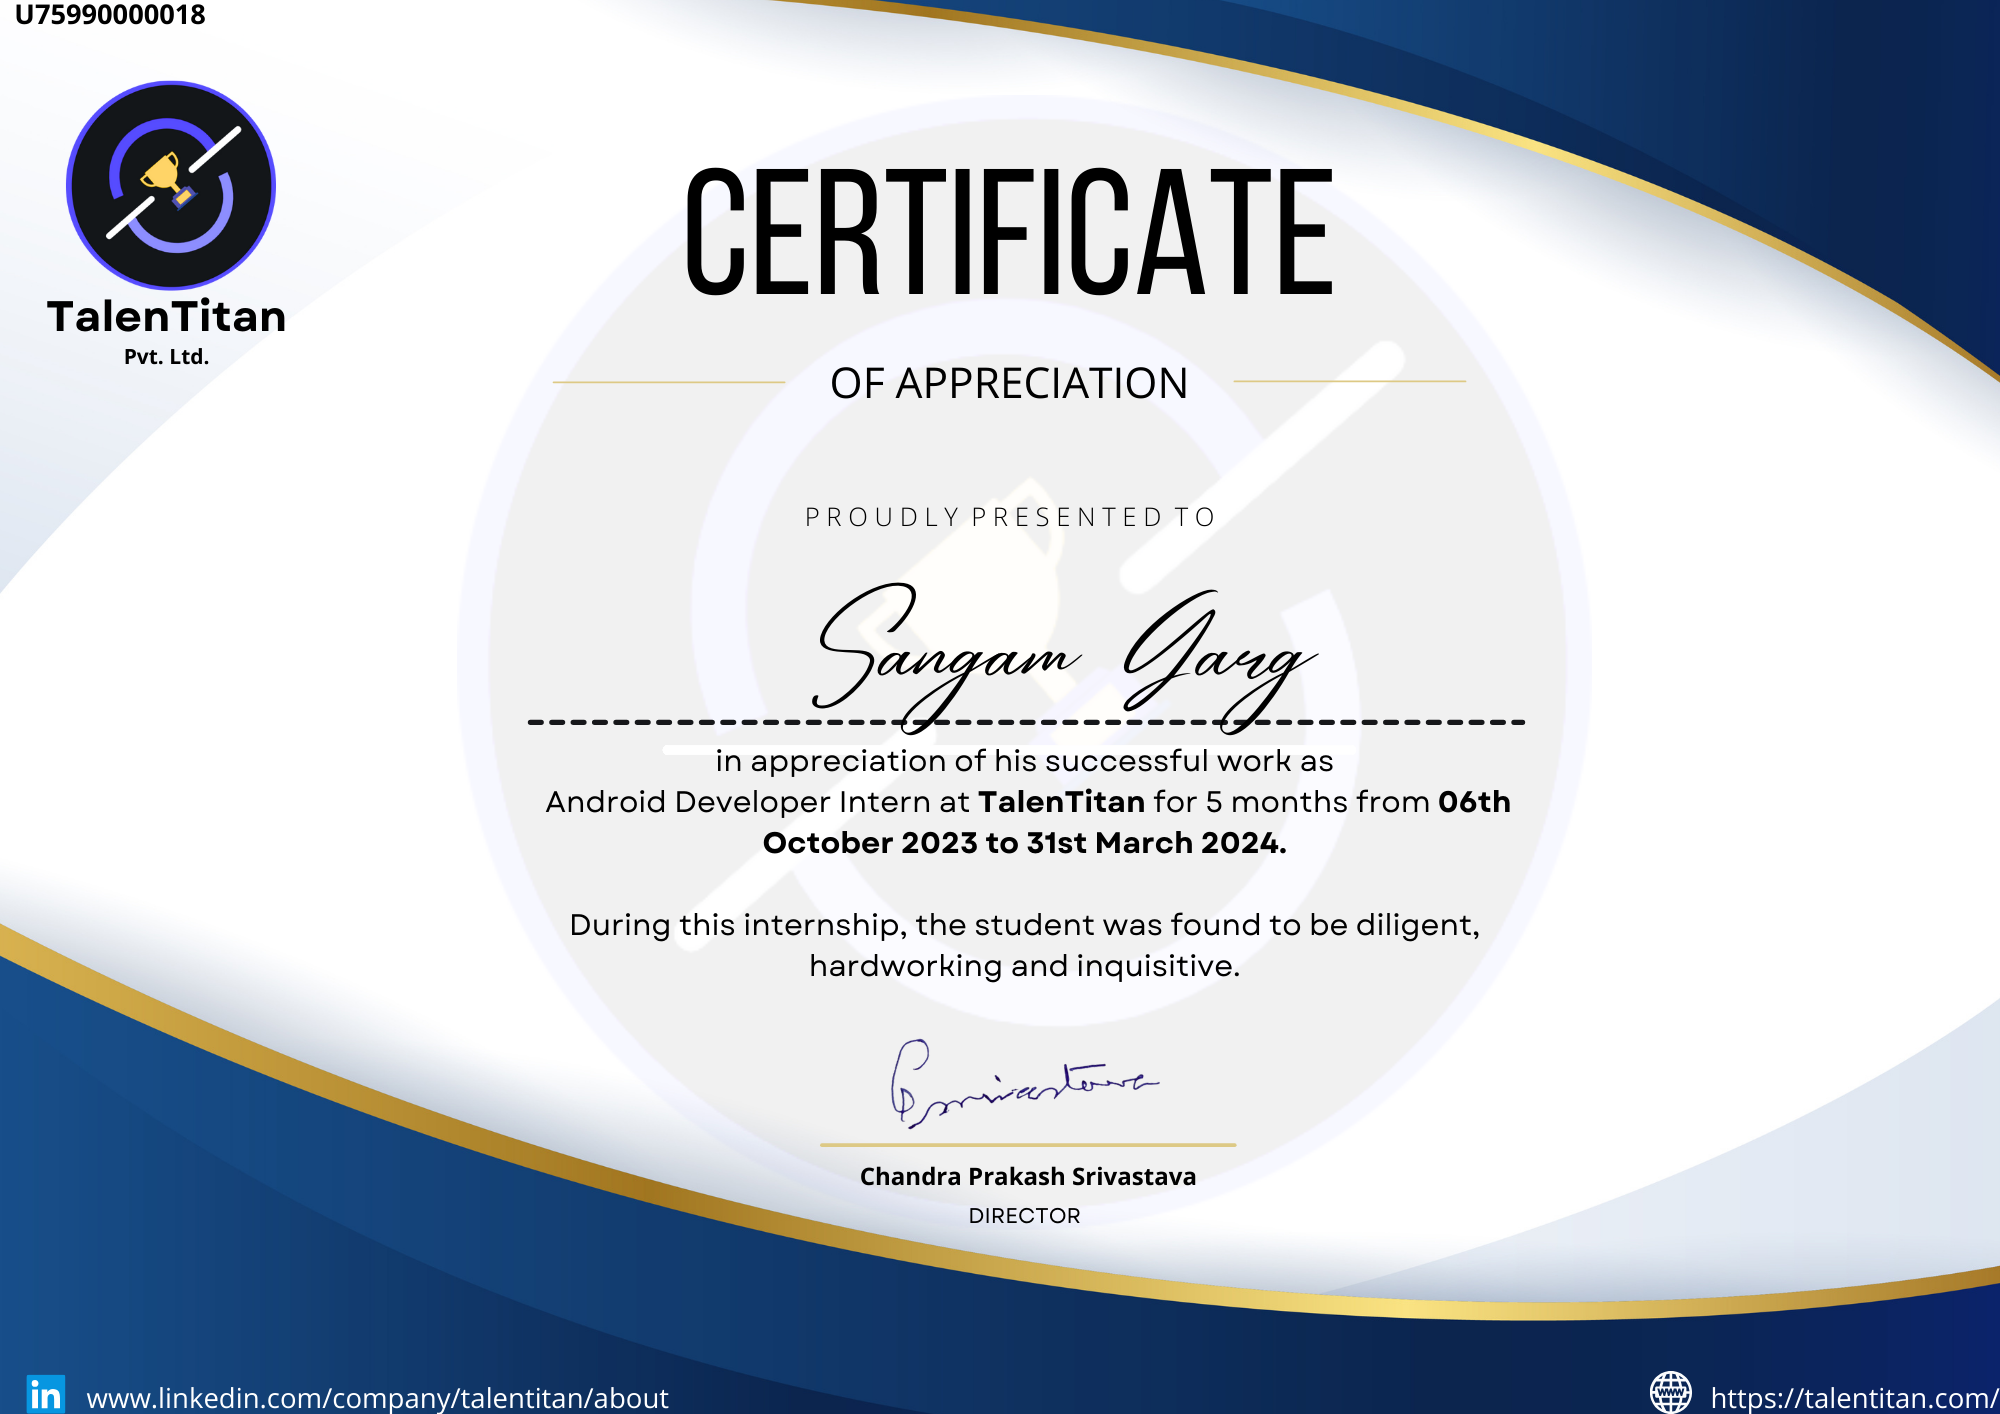 U75990000018
TalenTitan
Pvt. Ltd.
CERTIFICATE
OF APPRECIATION
PROUDLY PRESENTED TO
Sangam Garg
in appreciation of his successful work as
Android Developer Intern at TalenTitan for 5 months from 06th
October 2023 to 31st March 2024.
During this internship, the student was found to be diligent,
hardworking and inquisitive.
CPSrivastava
Chandra Prakash Srivastava
DIRECTOR
in www.linkedin.com/company/talentitan/about
www https://talentitan.com/